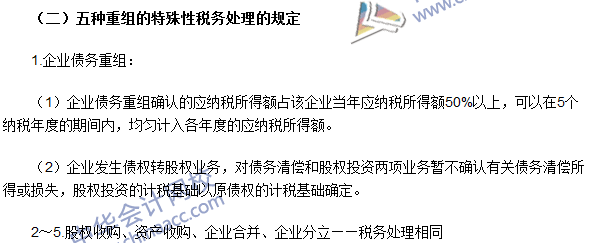 （二）五种重组的特殊性税务处理的规定
1.企业债务重组：
（1）企业债务重组确认的应纳税所得额占该企业当年应纳税所得额50%以上，可以在5个
纳税年度的期间内，均匀计入各年度的应纳税所得额。
（2）企业发生债权转股权业务，对债务清偿和股权投资两项业务暂不确认有关债务清偿所
得或损失，股权投资的计税基础以原债权的计税基础确定。
2～5.股权收购、资产收购、企业合并、企业分立——税务处理相同
中华会计网校
chinaacc.com